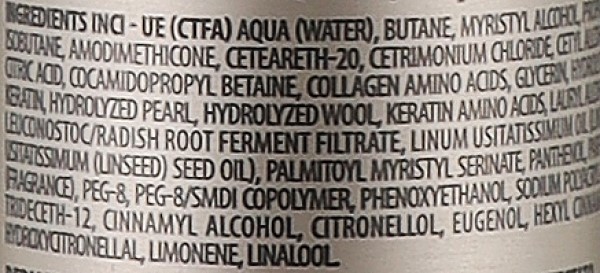 INGREDIENTS INCI - UE (CTFA) AQUA (WATER), BUTANE, MYRISTYL ALCOHOL,
ISOBUTANE, AMODIMETHICONE, CETEARETH-20, CETRIMONIUM CHLORIDE, CETYL
CITRIC ACID, COCAMIDOPROPYL BETAINE, COLLAGEN AMINO ACIDS, GLYCERIN,
KERATIN, HYDROLYZED PEARL, HYDROLYZED WOOL, KERATIN AMINO ACIDS,
LEUCONOSTOC/RADISH ROOT FERMENT FILTRATE, LINUM USITATISSIMUM OIL
USITATISSIMUM (LINSEED) SEED OIL), PALMITOYL MYRISTYL SERINATE, PANTHENOL,
(FRAGRANCE), PEG-8, PEG-8/SMDI COPOLYMER, PHENOXYETHANOL, SODIUM
TRIDECETH-12, CINNAMYL ALCOHOL, CITRONELLOL, EUGENOL, HEXYL
HYDROXYCITRONELLAL, LIMONENE, LINALOOL.